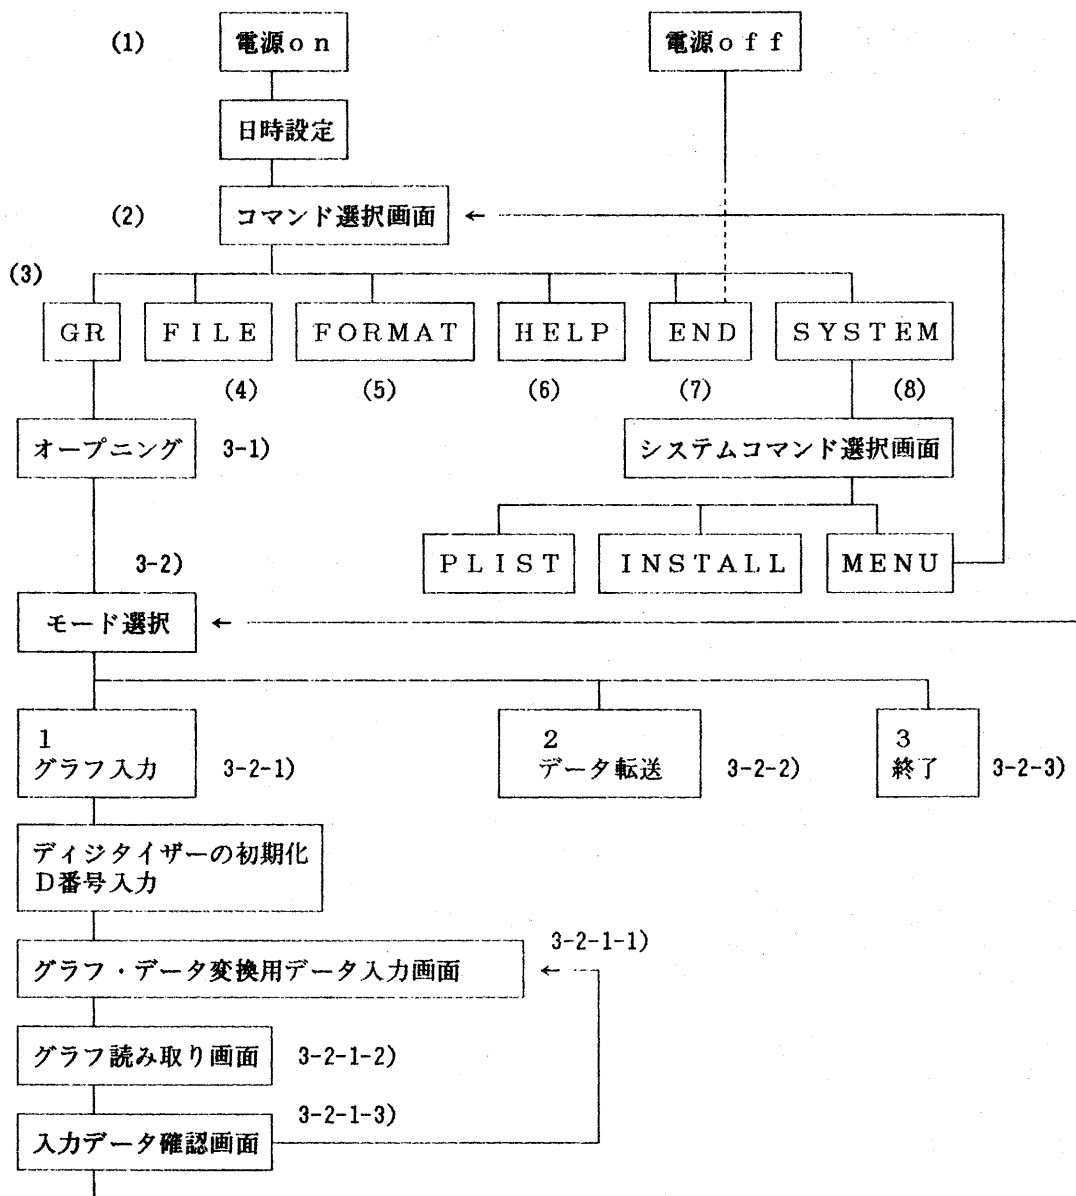 (1)
電源on
電源off
日時設定
(2)
コマンド選択画面
←
(3)
GR
FILE
FORMAT
HELP
END
SYSTEM
(4)
(5)
(6)
(7)
(8)
オープニング
3-1)
システムコマンド選択画面
3-2)
PLIST
INSTALL
MENU
モード選択
←
1
グラフ入力
3-2-1)
2
データ転送
3-2-2)
3
終了
3-2-3)
ディジタイザーの初期化
D番号入力
3-2-1-1)
グラフ・データ変換用データ入力画面
←
グラフ読み取り画面
3-2-1-2)
3-2-1-3)
入力データ確認画面